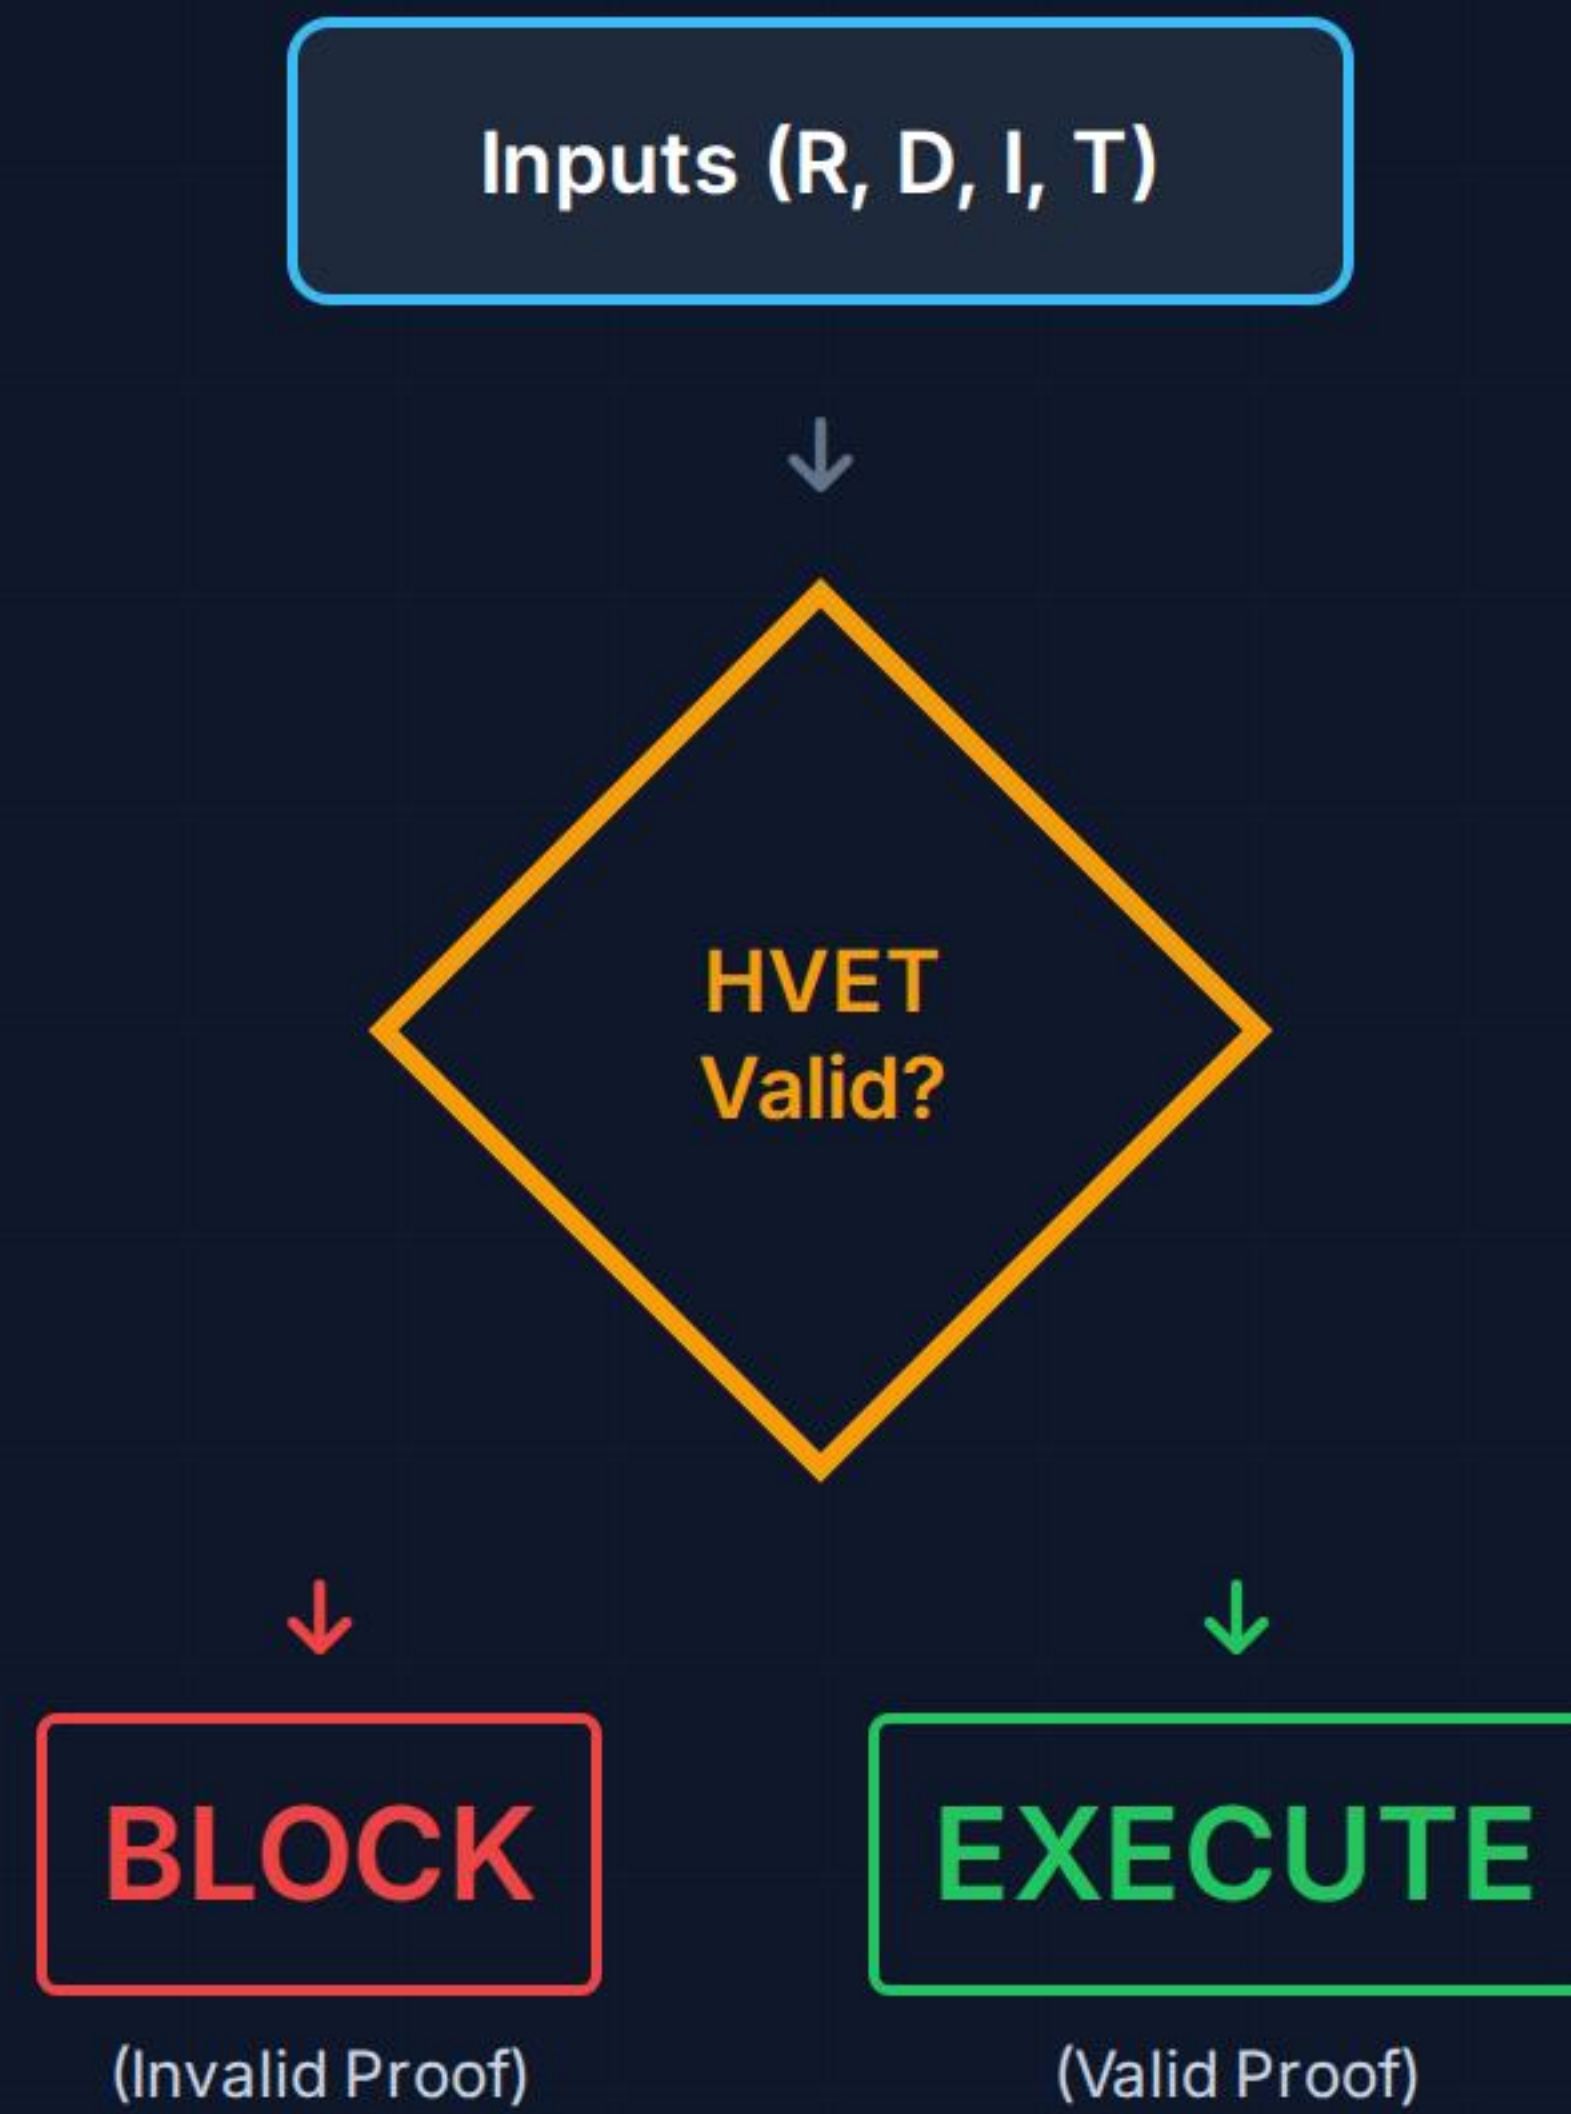 Inputs (R, D, I, T)
HVET
Valid?
BLOCK
EXECUTE
(Invalid Proof)
(Valid Proof)